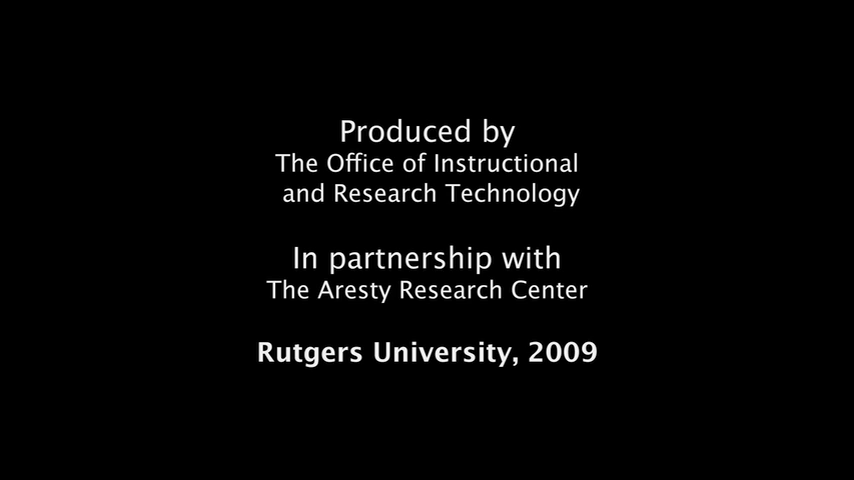 Produced by
The Office of Instructional
and Research Technology
In partnership with
The Aresty Research Center
Rutgers University, 2009